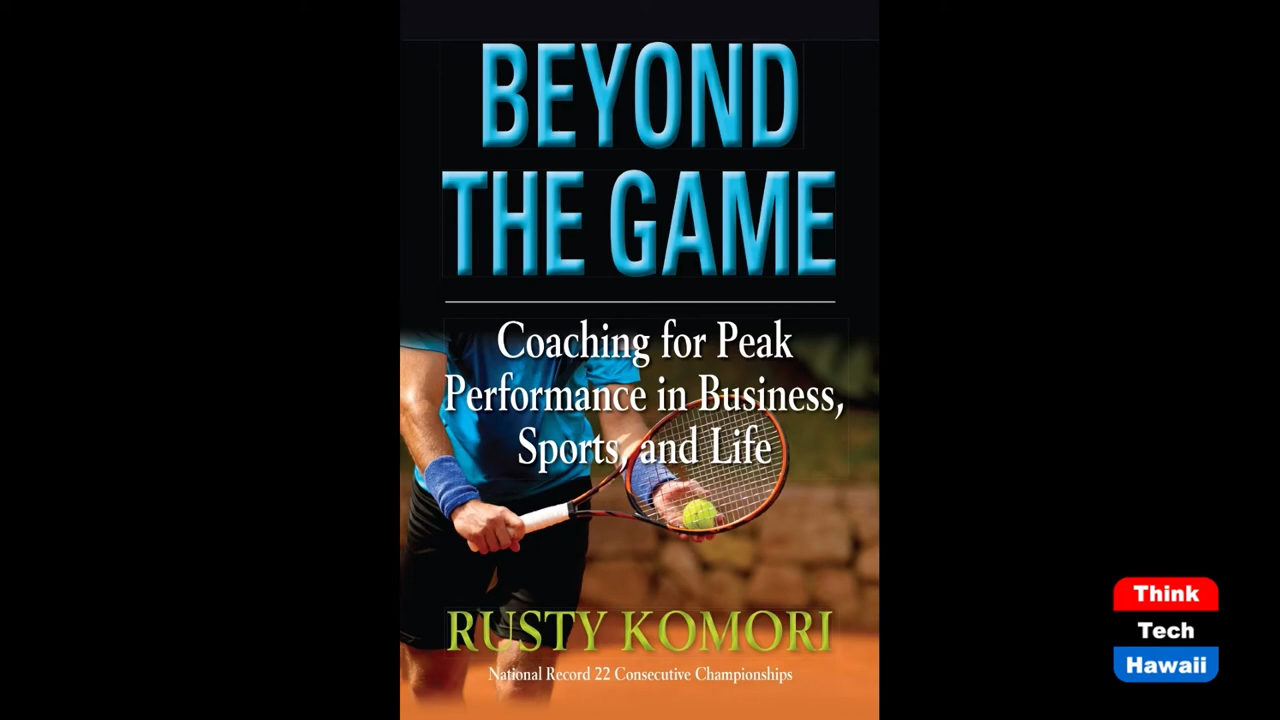 BEYOND
THE GAME
Coaching for Peak
Performance in Business,
Sports, and Life
RUSTY KOMORI
National Record 22 Consecutive Championships
Think
Tech
Hawaii